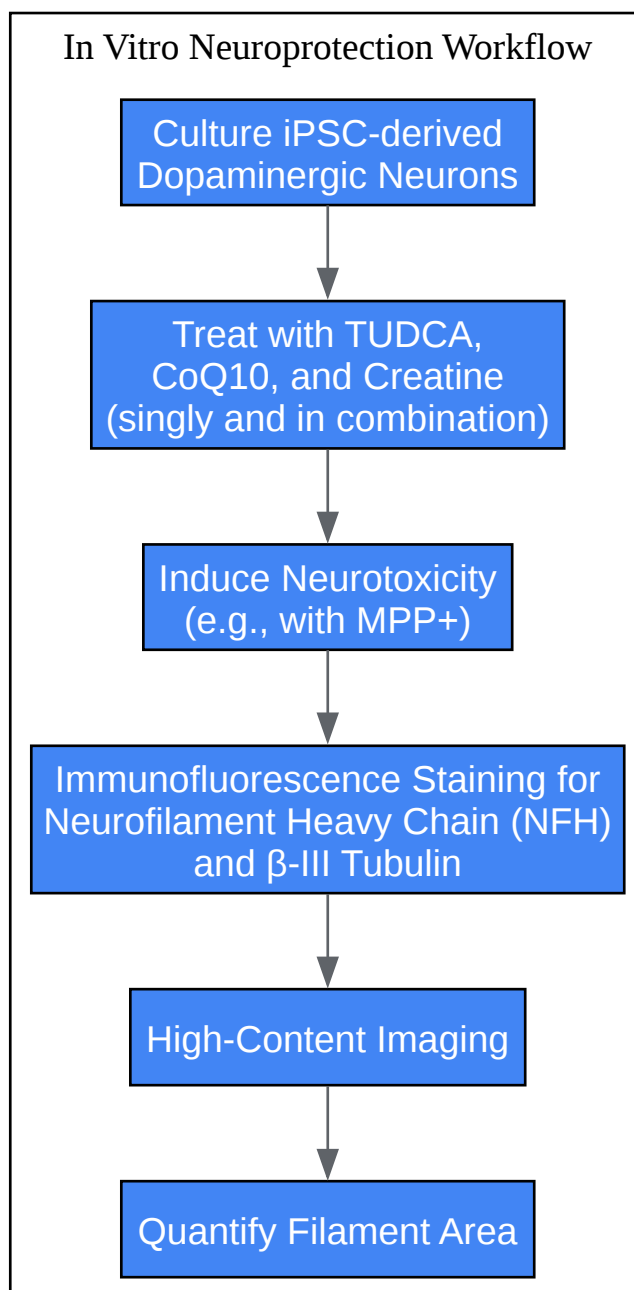 In Vitro Neuroprotection Workflow
Culture iPSC-derived
Dopaminergic Neurons
Treat with TUDCA,
CoQ10, and Creatine
(singly and in combination)
Induce Neurotoxicity
(e.g., with MPP+)
Immunofluorescence Staining for
Neurofilament Heavy Chain (NFH)
and β-III Tubulin
High-Content Imaging
Quantify Filament Area